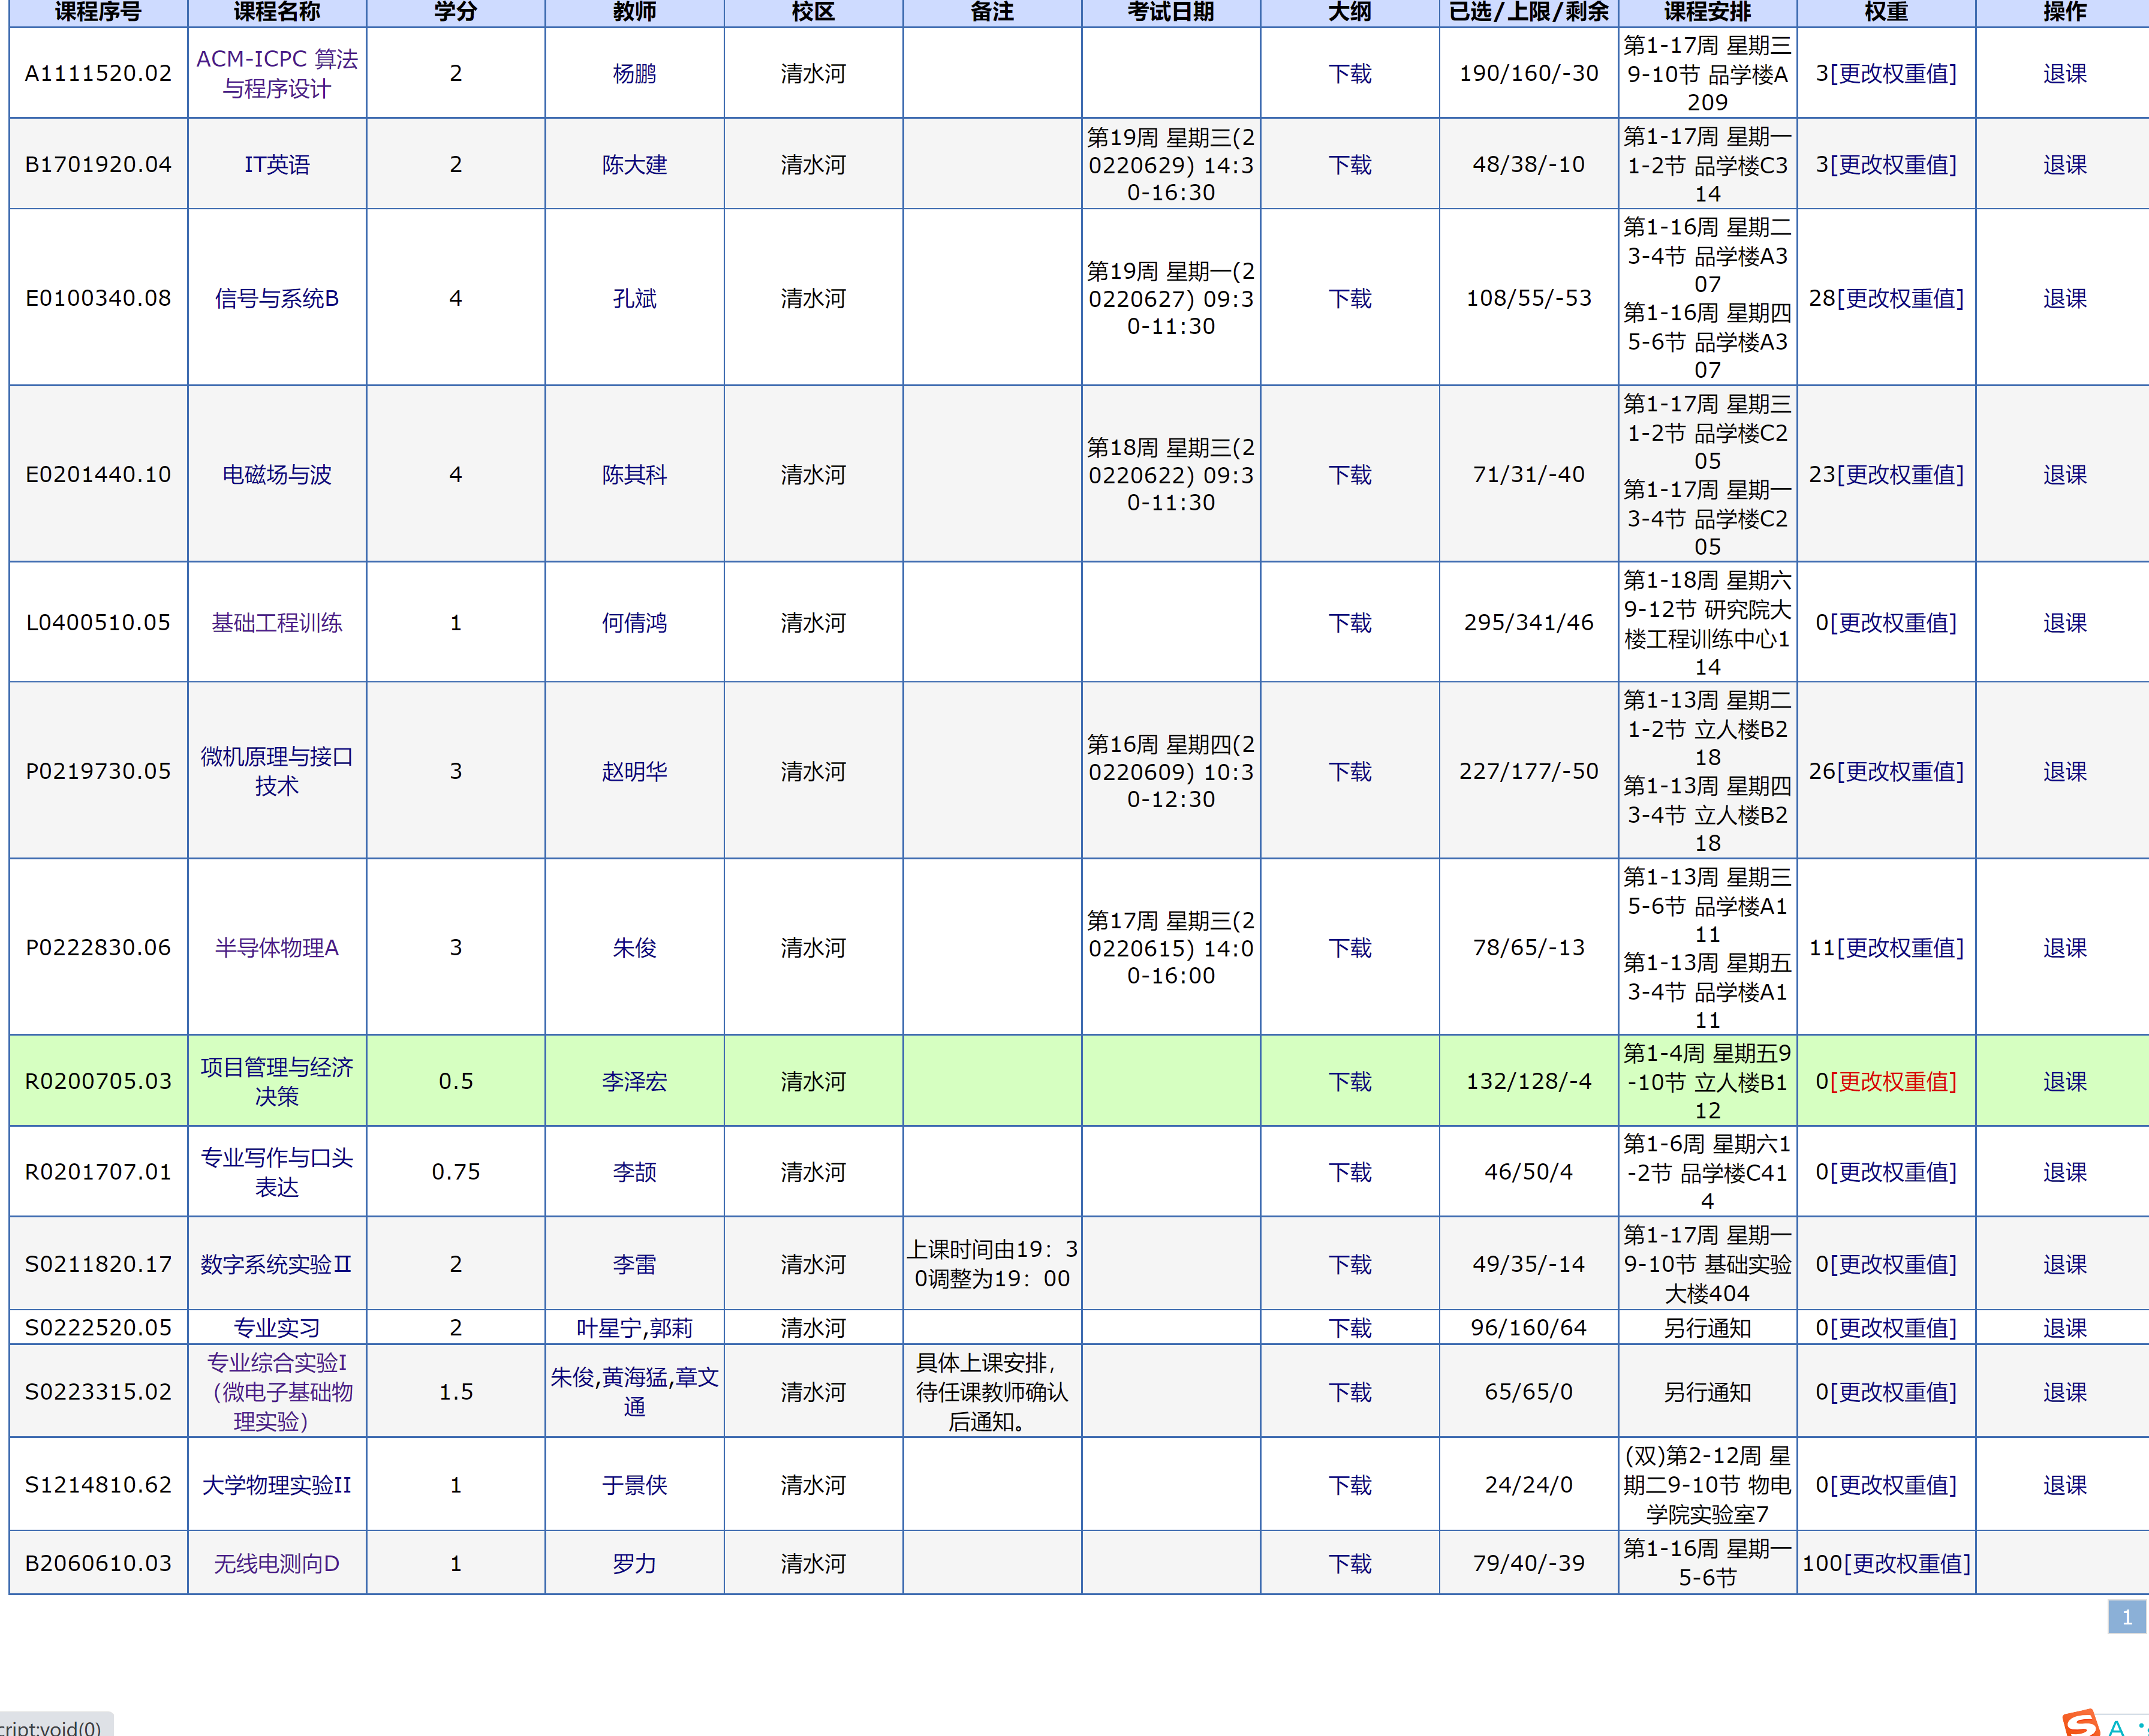 课程序号 课程名称 学分 教师 校区 备注 考试日期 大纲 已选/上限/剩余 课程安排 权重 操作
A1111520.02
ACM-ICPC 算法
与程序设计
2
杨鹏
清水河
下载
190/160/-30
第1-17周 星期三
9-10节 品学楼A
209
3[更改权重值]
退课
B1701920.04
IT英语
2
陈大建
清水河
第19周 星期三(2
0220629) 14:3
0-16:30
下载
48/38/-10
第1-17周 星期一
1-2节 品学楼C3
14
3[更改权重值]
退课
E0100340.08
信号与系统B
4
孔斌
清水河
第19周 星期一(2
0220627) 09:3
0-11:30
下载
108/55/-53
第1-16周 星期二
3-4节 品学楼A3
07
第1-16周 星期四
5-6节 品学楼A3
07
28[更改权重值]
退课
E0201440.10
电磁场与波
4
陈其科
清水河
第18周 星期三(2
0220622) 09:3
0-11:30
下载
71/31/-40
第1-17周 星期三
1-2节 品学楼C2
05
第1-17周 星期一
3-4节 品学楼C2
05
23[更改权重值]
退课
L0400510.05
基础工程训练
1
何倩鸿
清水河
下载
295/341/46
第1-18周 星期六
9-12节 研究院大
楼工程训练中心1
14
0[更改权重值]
退课
P0219730.05
微机原理与接口
技术
3
赵明华
清水河
第16周 星期四(2
0220609) 10:3
0-12:30
下载
227/177/-50
第1-13周 星期二
1-2节 立人楼B2
18
第1-13周 星期四
3-4节 立人楼B2
18
26[更改权重值]
退课
P0222830.06
半导体物理A
3
朱俊
清水河
第17周 星期三(2
0220615) 14:0
0-16:00
下载
78/65/-13
第1-13周 星期三
5-6节 品学楼A1
11
第1-13周 星期五
3-4节 品学楼A1
11
11[更改权重值]
退课
R0200705.03
项目管理与经济
决策
0.5
李泽宏
清水河
下载
132/128/-4
第1-4周 星期五9
-10节 立人楼B1
12
0[更改权重值]
退课
R0201707.01
专业写作与口头
表达
0.75
李颉
清水河
下载
46/50/4
第1-6周 星期六1
-2节 品学楼C41
4
0[更改权重值]
退课
S0211820.17
数字系统实验Ⅱ
2
李雷
清水河
上课时间由19：3
0调整为19：00
下载
49/35/-14
第1-17周 星期一
9-10节 基础实验
大楼404
0[更改权重值]
退课
S0222520.05
专业实习
2
叶星宁,郭莉
清水河
下载
96/160/64
另行通知
0[更改权重值]
退课
S0223315.02
专业综合实验I
（微电子基础物
理实验）
1.5
朱俊,黄海猛,章文
通
清水河
具体上课安排，
待任课教师确认
后通知。
下载
65/65/0
另行通知
0[更改权重值]
退课
S1214810.62
大学物理实验II
1
于景侠
清水河
下载
24/24/0
(双)第2-12周 星
期二9-10节 物电
学院实验室7
0[更改权重值]
退课
B2060610.03
无线电测向D
1
罗力
清水河
下载
79/40/-39
第1-16周 星期一
5-6节
100[更改权重值]
1
cript:void(0)
S A